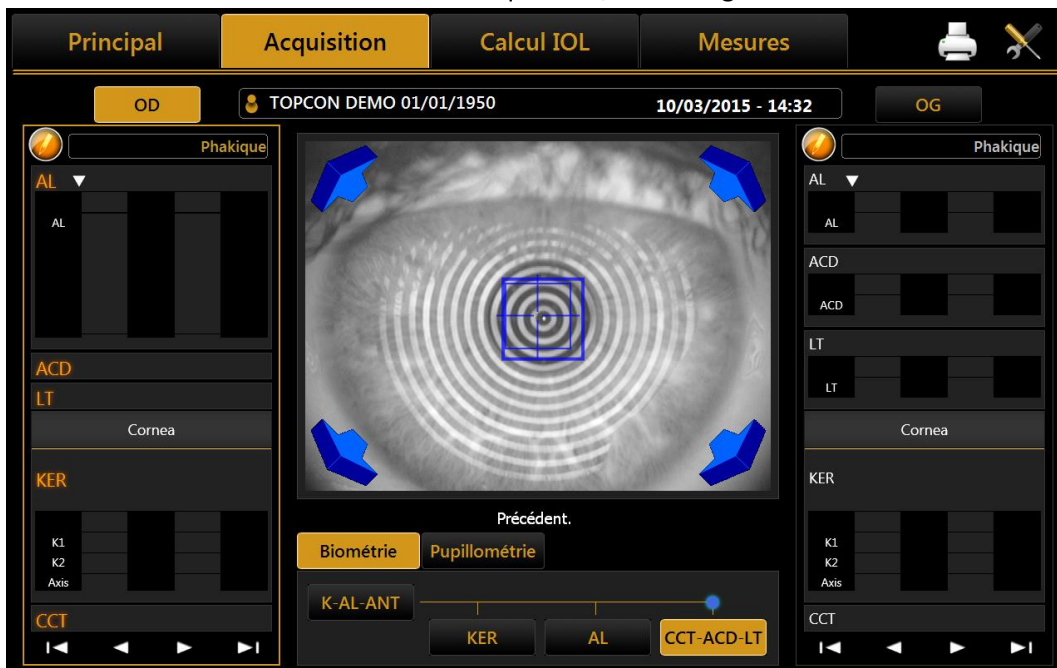 Principal
Acquisition
Calcul IOL
Mesures
OD
TOPCON DEMO 01/01/1950
10/03/2015 - 14:32
OG
Phakique
AL
AL
ACD
LT
Cornea
KER
K1
K2
Axis
CCT
Précédent.
Biométrie
Pupillométrie
K-AL-ANT
KER
AL
CCT-ACD-LT
Phakique
AL
AL
ACD
ACD
LT
LT
Cornea
KER
K1
K2
Axis
CCT